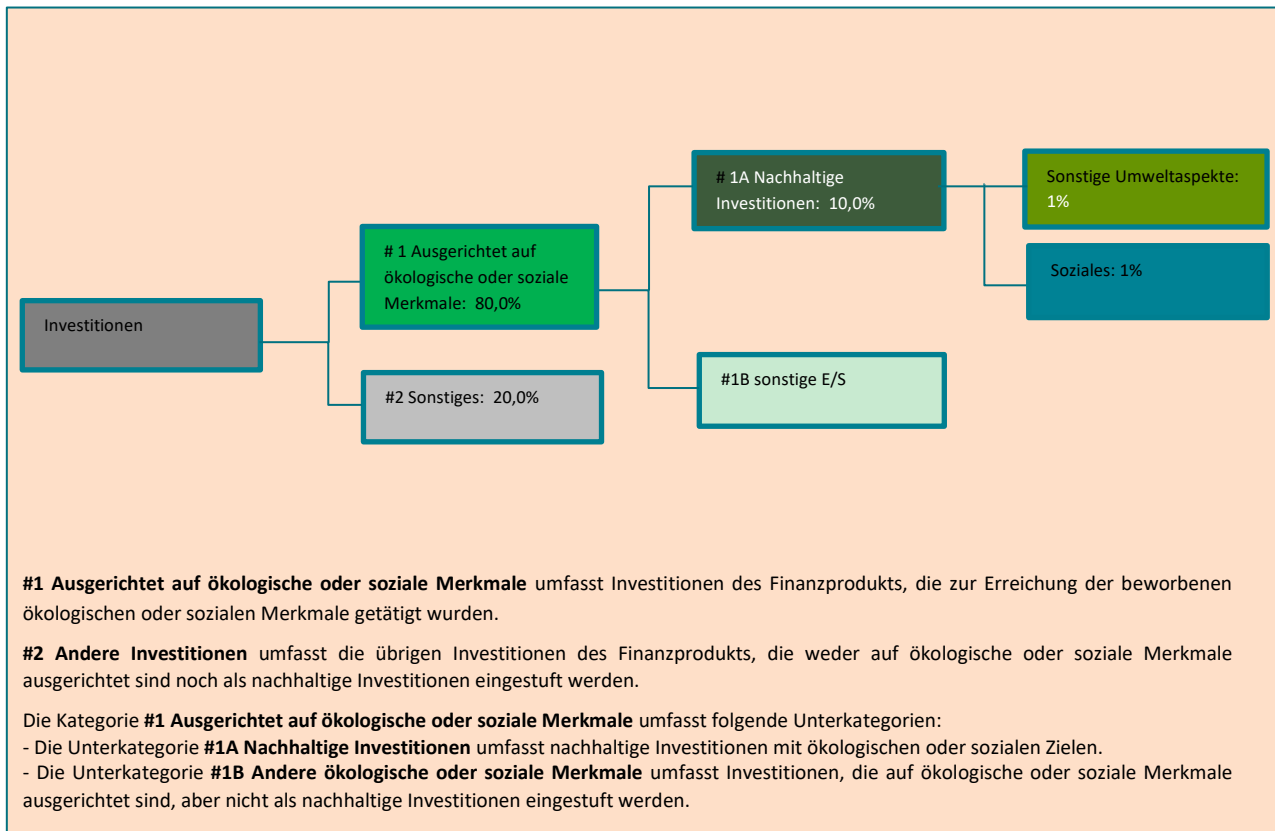 # 1A Nachhaltige
Investitionen: 10,0%
Sonstige Umweltaspekte:
1%
# 1 Ausgerichtet auf
ökologische oder soziale
Merkmale: 80,0%
Soziales: 1%
Investitionen
#2 Sonstiges: 20,0%
#1B sonstige E/S
#1 Ausgerichtet auf ökologische oder soziale Merkmale umfasst Investitionen des Finanzprodukts, die zur Erreichung der beworbenen
ökologischen oder sozialen Merkmale getätigt wurden.
#2 Andere Investitionen umfasst die übrigen Investitionen des Finanzprodukts, die weder auf ökologische oder soziale Merkmale
ausgerichtet sind noch als nachhaltige Investitionen eingestuft werden.
Die Kategorie #1 Ausgerichtet auf ökologische oder soziale Merkmale umfasst folgende Unterkategorien:
- Die Unterkategorie #1A Nachhaltige Investitionen umfasst nachhaltige Investitionen mit ökologischen oder sozialen Zielen.
- Die Unterkategorie #1B Andere ökologische oder soziale Merkmale umfasst Investitionen, die auf ökologische oder soziale Merkmale
ausgerichtet sind, aber nicht als nachhaltige Investitionen eingestuft werden.